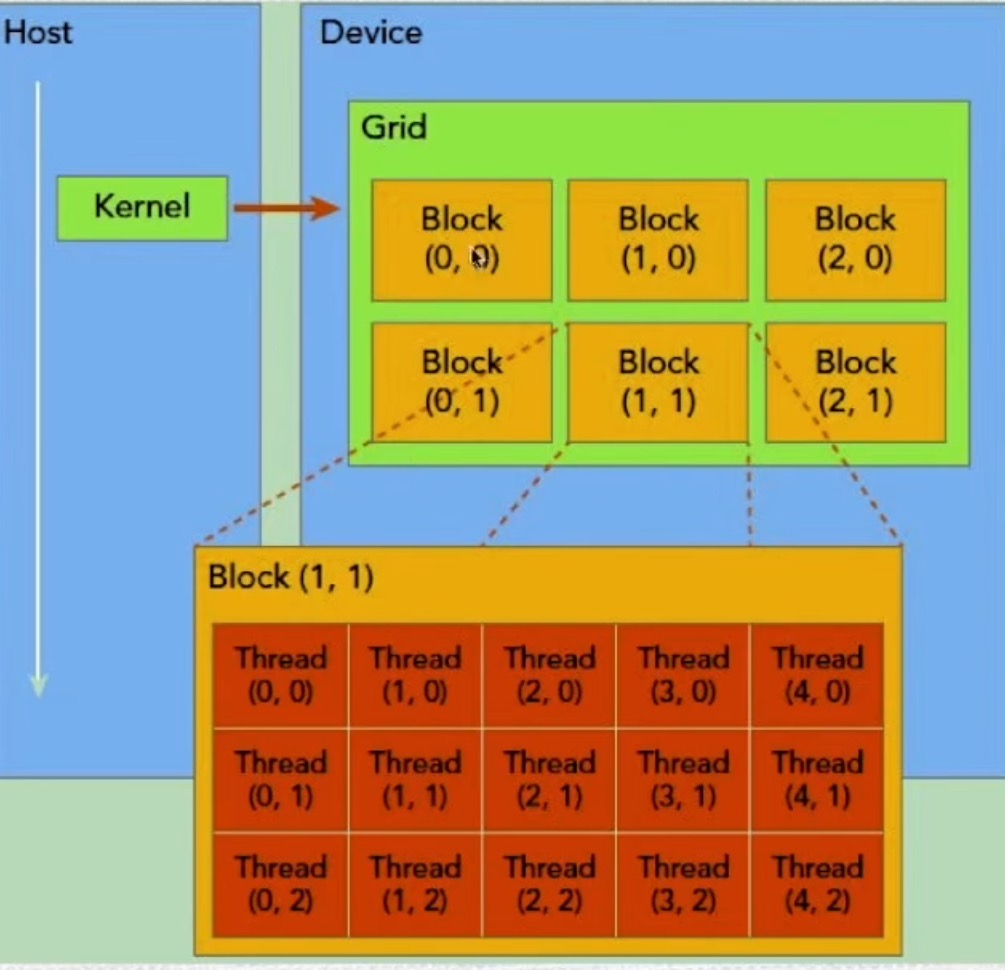 Host
Device
Grid
Kernel
Block
(0, 0)
Block
(1, 0)
Block
(2, 0)
Block
(0, 1)
Block
(1, 1)
Block
(2, 1)
Block (1, 1)
Thread
(0, 0)
Thread
(1, 0)
Thread
(2, 0)
Thread
(3, 0)
Thread
(4, 0)
Thread
(0, 1)
Thread
(1, 1)
Thread
(2, 1)
Thread
(3, 1)
Thread
(4, 1)
Thread
(0, 2)
Thread
(1, 2)
Thread
(2, 2)
Thread
(3, 2)
Thread
(4, 2)